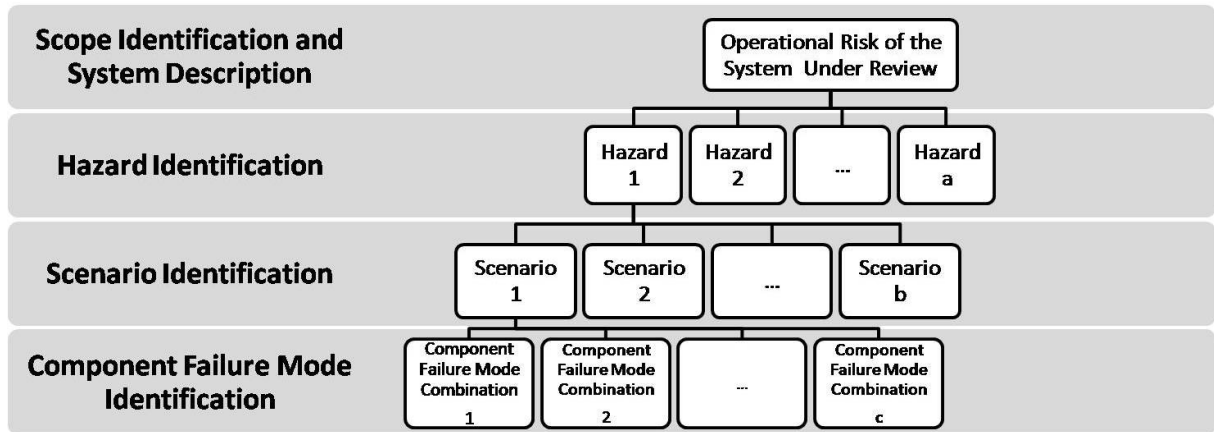 Scope Identification and
System Description
Operational Risk of the
System Under Review
Hazard Identification
Hazard
1
Hazard
2
...
Hazard
a
Scenario Identification
Scenario
1
Scenario
2
...
Scenario
b
Component Failure Mode
Identification
Component
Failure Mode
Combination
1
Component
Failure Mode
Combination
2
...
Component
Failure Mode
Combination
c